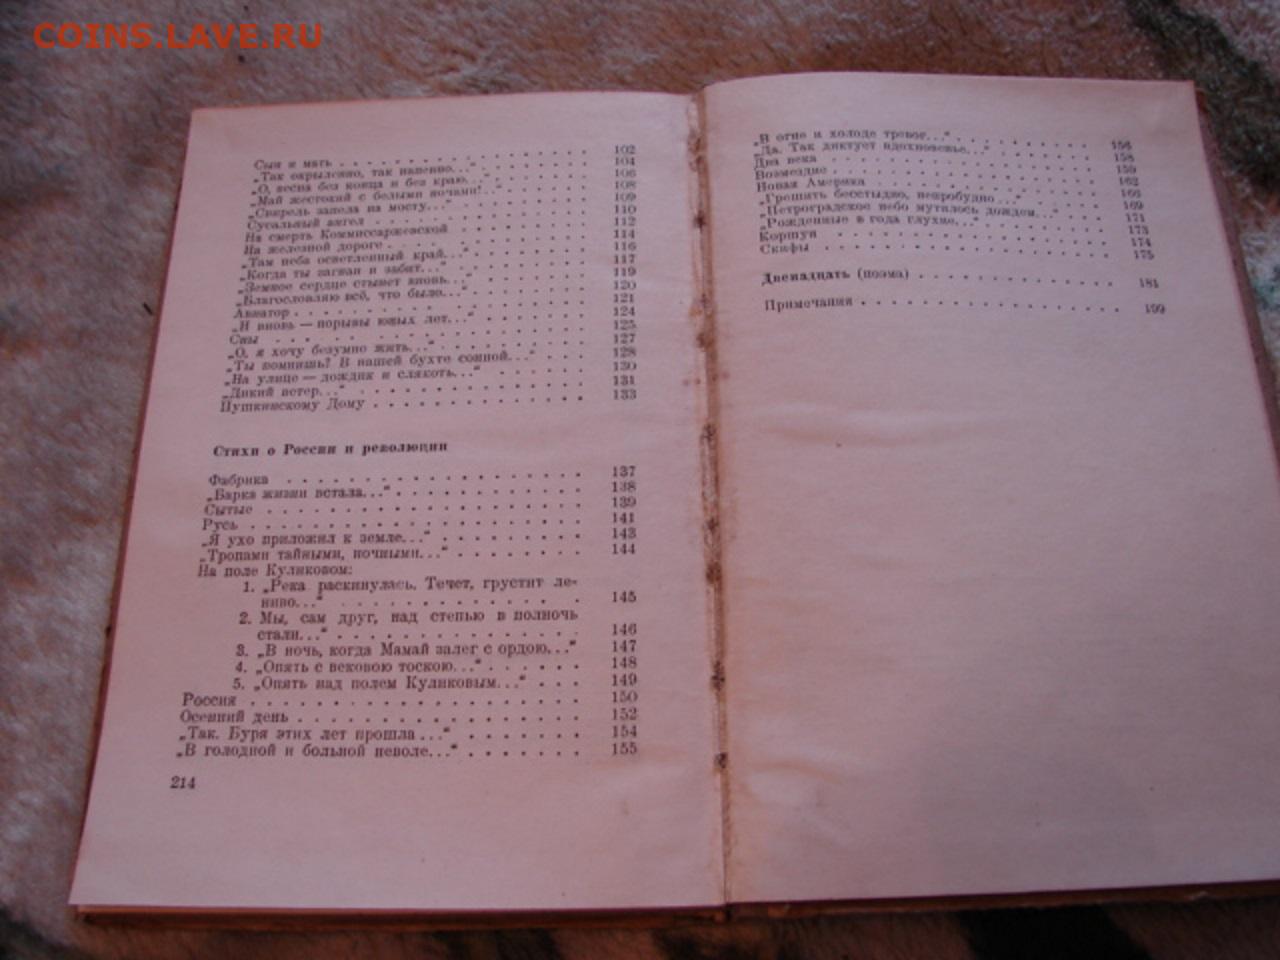 COINS.LAVE.RU
Сын и мать . . . 102
„Так окрыленно, так напевно..." . . . 104
„О, весна без конца и без краю..." . . . 106
„Май жестокий с белыми ночами!.." . . . 108
„Свирель запела на мосту..." . . . 109
Сусальный ангел . . . 110
На смерть Комиссаржевской . . . 112
На железной дороге . . . 114
„Там неба осветленный край..." . . . 116
„Когда ты загнан и забит..." . . . 117
„Земное сердце стынет вновь..." . . . 119
„Благословляю всё, что было..." . . . 120
Авиатор . . . 121
„И вновь — порывы юных лет..." . . . 124
Сны . . . 125
„О, я хочу безумно жить..." . . . 127
„Ты помнишь? В нашей бухте сонной..." . . . 128
„На улице — дождик и слякоть..." . . . 130
„Дикий ветер..." . . . 131
Пушкинскому Дому . . . 133
Стихи о России и революции
Фабрика . . . 137
„Барка жизни встала..." . . . 138
Сытые . . . 139
Русь . . . 141
„Я ухо приложил к земле..." . . . 143
„Тропами тайными, ночными..." . . . 144
На поле Куликовом:
1. „Река раскинулась. Течет, грустит ле-
ниво..." . . . 145
2. Мы, сам друг, над степью в полночь
стали..." . . . 146
3. „В ночь, когда Мамай залег с ордою..." 147
4. „Опять с вековою тоскою..." . . . 148
5. „Опять над полем Куликовым..." . . . 149
Россия . . . 150
Осенний день . . . 152
„Так. Буря этих лет прошла..." . . . 154
„В голодной и больной неволе..." . . . 155
214
„В огне и холоде тревог..." . . . 156
„Да. Так диктует вдохновенье..." . . . 158
Два века . . . 159
Возмездие . . . 162
Новая Америка . . . 166
„Грешить бесстыдно, непробудно..." . . . 169
„Петроградское небо мутилось дождем..." . . . 171
„Рожденные в года глухие..." . . . 173
Коршун . . . 174
Скифы . . . 175
Двенадцать (поэма) . . . 181
Примечания . . . 199